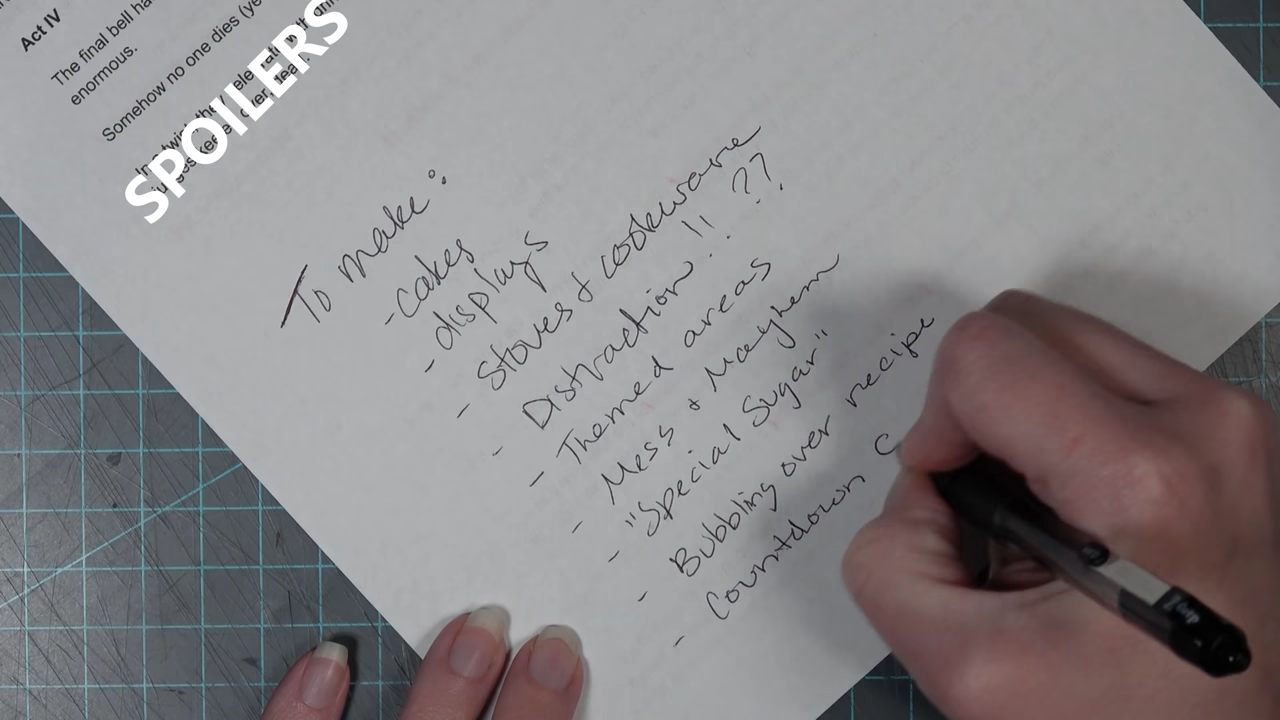 Act IV
The final bell ha
enormous.
Somehow no one dies (ye
SPOILERS
To make:
- cakes
- displays
- Stoves & cookware
- Distraction!! ??
- Themed areas
- Mess & Mayhem
- "Special Sugar"
- Bubbling over recipe
- Countdown C